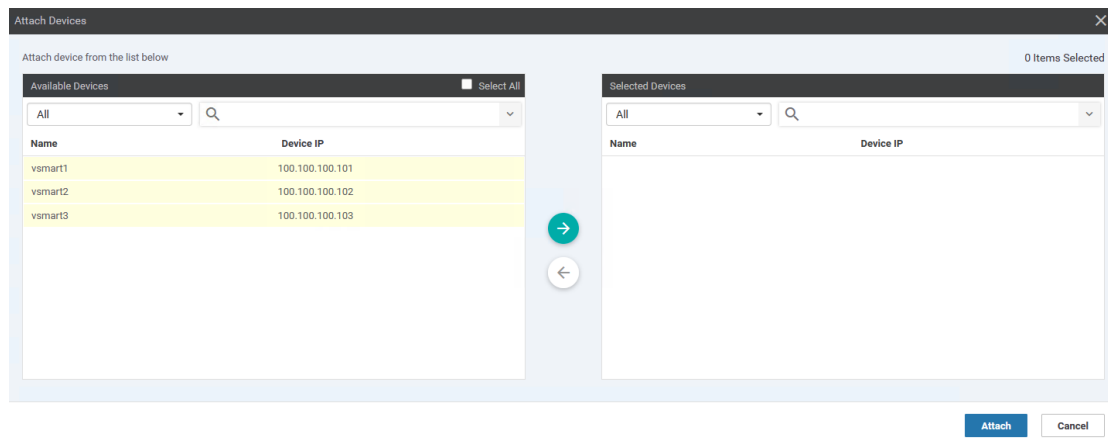 Attach Devices
Attach device from the list below
0 Items Selected
Available Devices
Select All
Selected Devices
All
All
Name Device IP
Name Device IP
vsmart1 100.100.100.101
vsmart2 100.100.100.102
vsmart3 100.100.100.103
Attach
Cancel